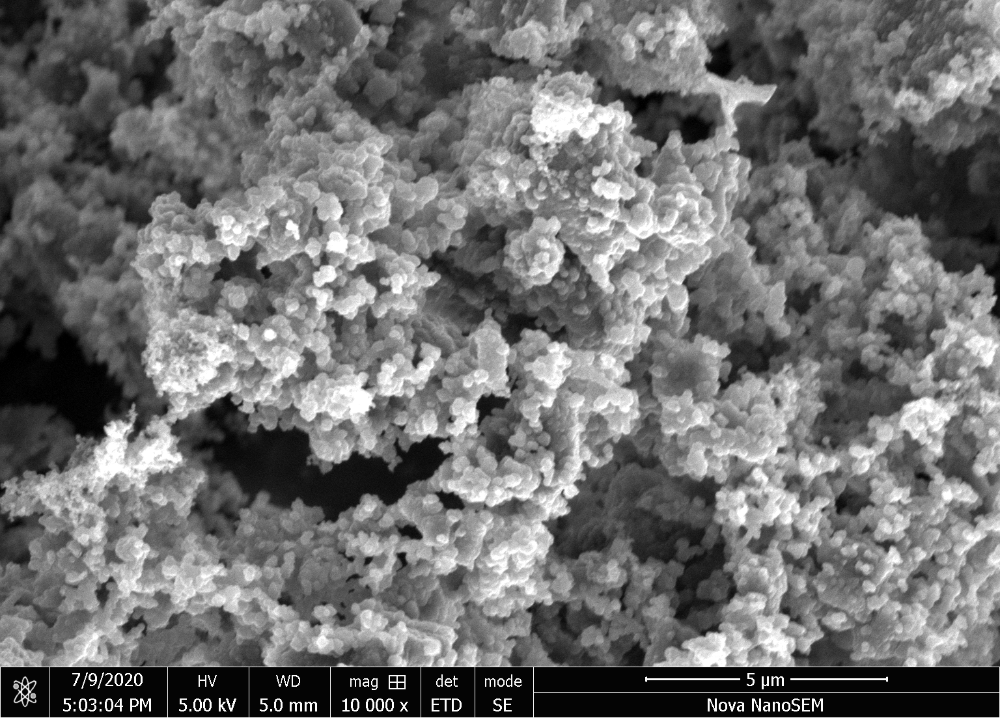 7/9/2020
5:03:04 PM
HV
5.00 kV
WD
5.0 mm
mag
10 000 x
det
ETD
mode
SE
5 µm
Nova NanoSEM